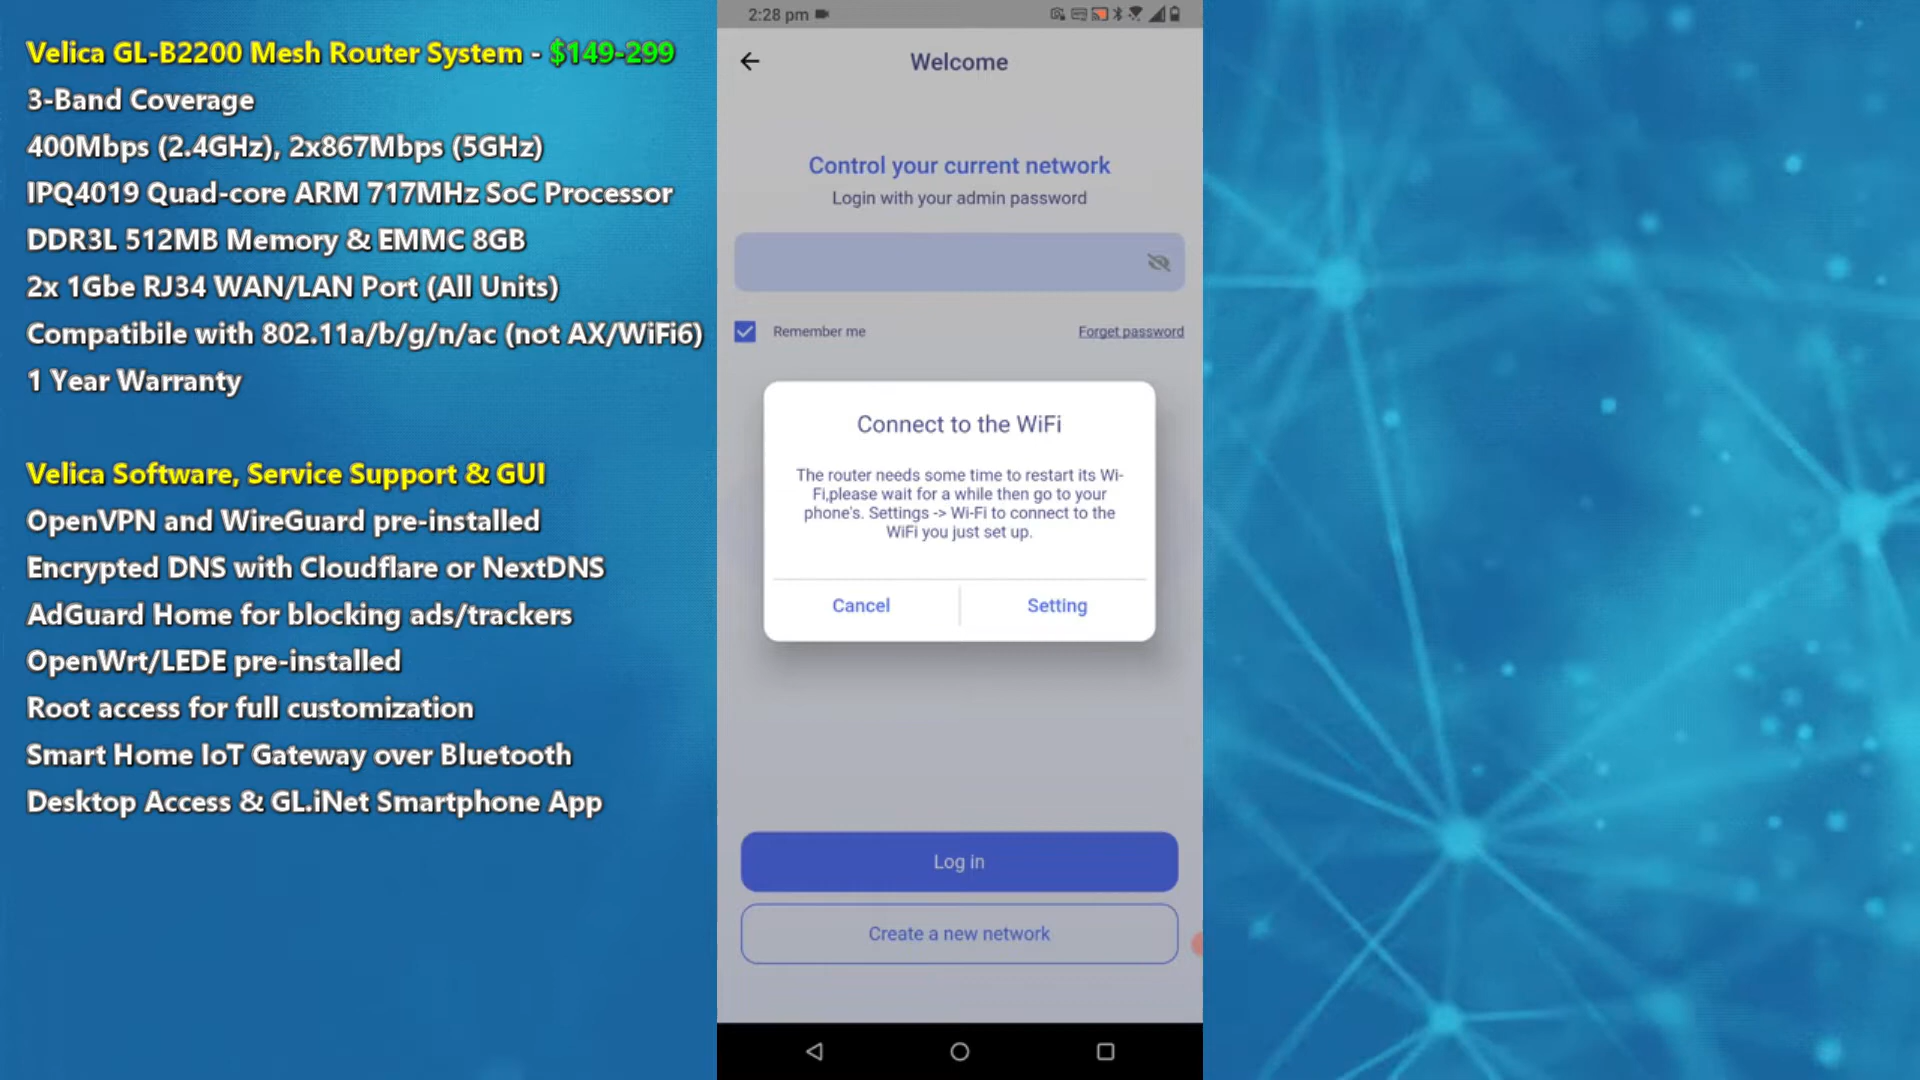 Velica GL-B2200 Mesh Router System - $149-299
3-Band Coverage
400Mbps (2.4GHz), 2x867Mbps (5GHz)
IPQ4019 Quad-core ARM 717MHz SoC Processor
DDR3L 512MB Memory & EMMC 8GB
2x 1Gbe RJ34 WAN/LAN Port (All Units)
Compatibile with 802.11a/b/g/n/ac (not AX/WiFi6)
1 Year Warranty
Velica Software, Service Support & GUI
OpenVPN and WireGuard pre-installed
Encrypted DNS with Cloudflare or NextDNS
AdGuard Home for blocking ads/trackers
OpenWrt/LEDE pre-installed
Root access for full customization
Smart Home IoT Gateway over Bluetooth
Desktop Access & GL.iNet Smartphone App
2:28 pm
Welcome
Control your current network
Login with your admin password
Remember me
Forget password
Connect to the WiFi
The router needs some time to restart its Wi-
Fi,please wait for a while then go to your
phone's. Settings -> Wi-Fi to connect to the
WiFi you just set up.
Cancel
Setting
Log in
Create a new network